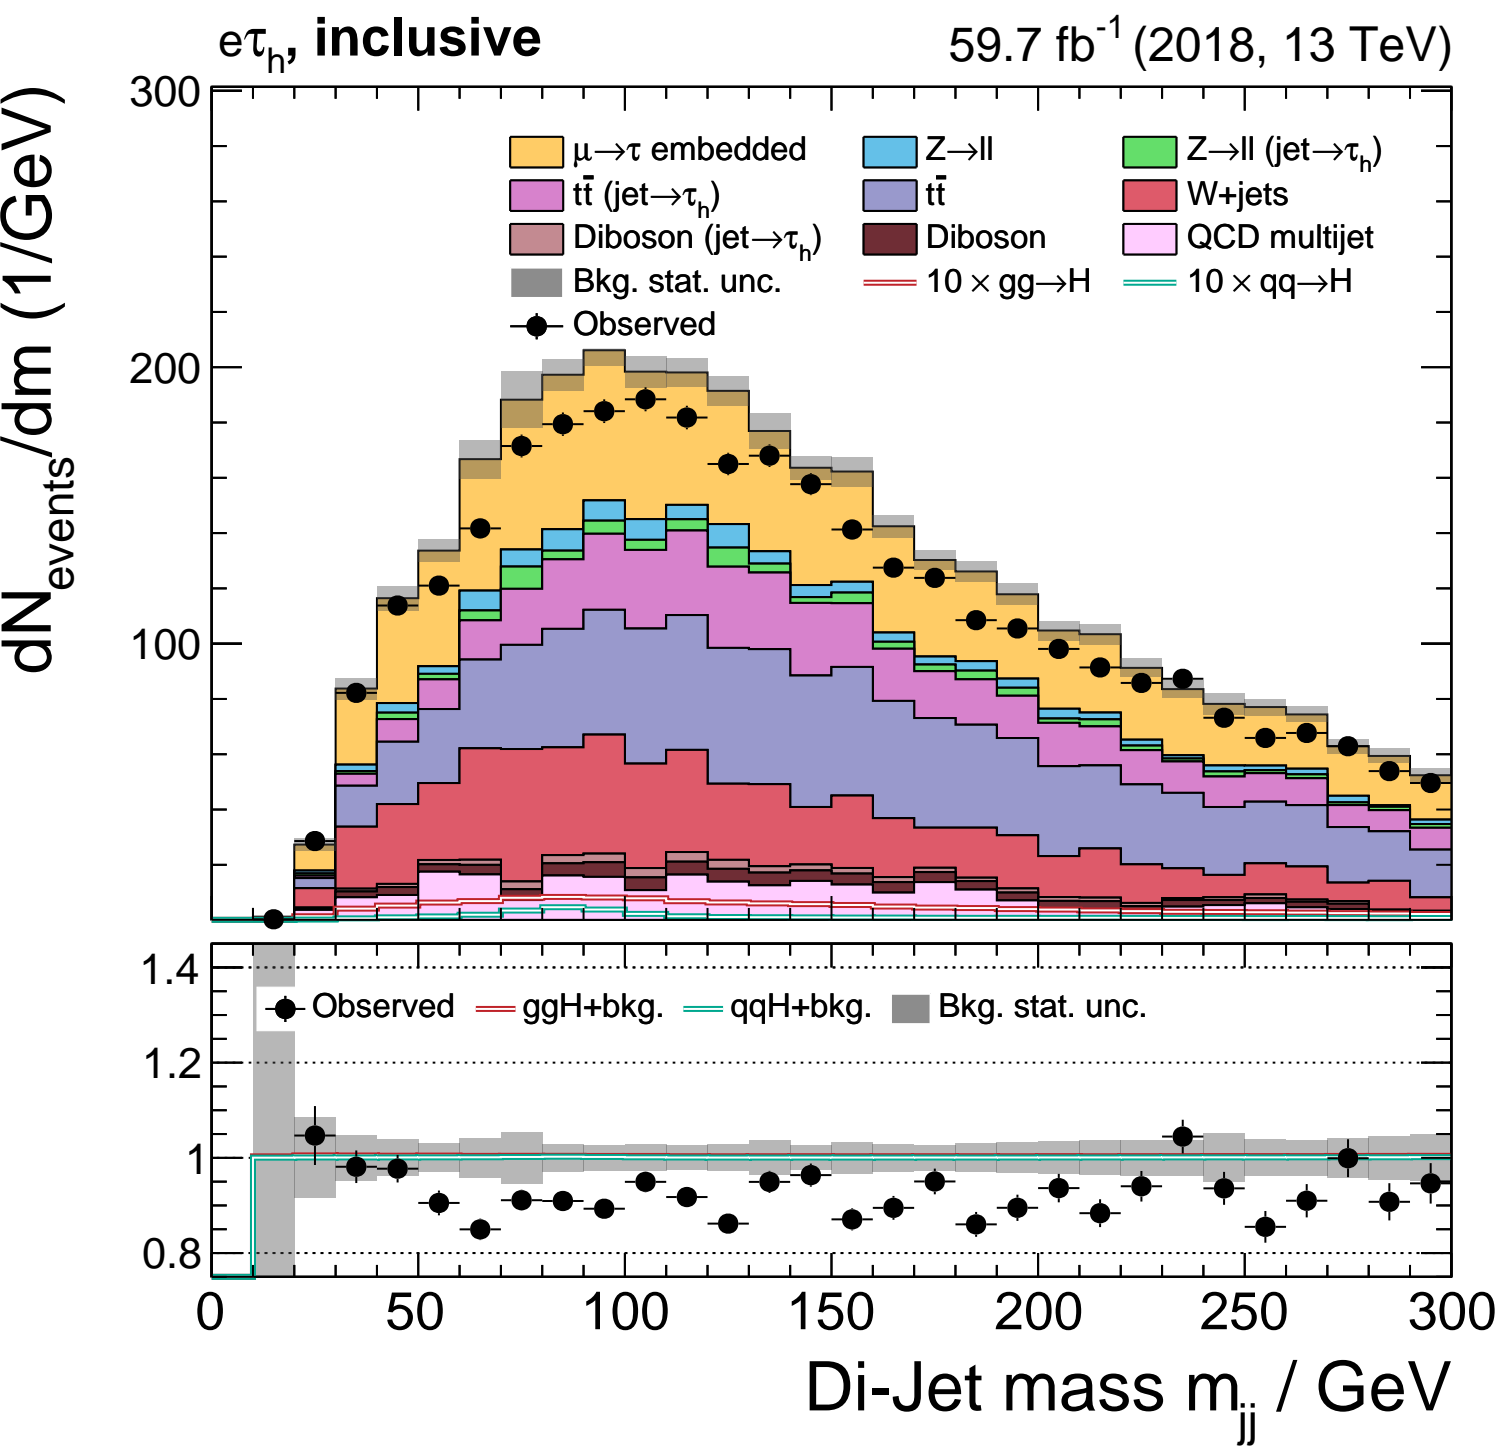 eτh, inclusive
59.7 fb-1 (2018, 13 TeV)
dNevents/dm (1/GeV)
300
200
100
μ→τ embedded
Z→ll
Z→ll (jet→τh)
tt̄ (jet→τh)
tt̄
W+jets
Diboson (jet→τh)
Diboson
QCD multijet
Bkg. stat. unc.
10 × gg→H
10 × qq→H
Observed
1.4
1.2
1
0.8
Observed
ggH+bkg.
qqH+bkg.
Bkg. stat. unc.
0 50 100 150 200 250 300
Di-Jet mass mjj / GeV